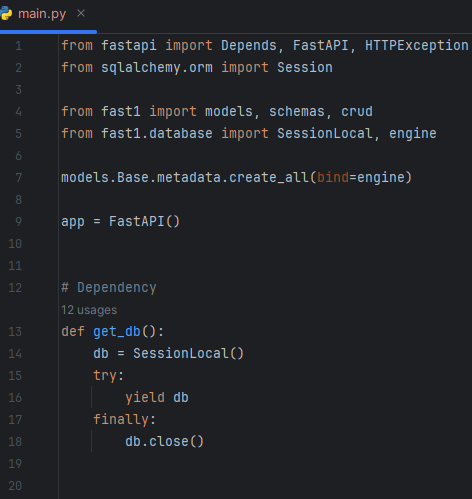 main.py ×
1 from fastapi import Depends, FastAPI, HTTPException
2 from sqlalchemy.orm import Session
3
4 from fast1 import models, schemas, crud
5 from fast1.database import SessionLocal, engine
6
7 models.Base.metadata.create_all(bind=engine)
8
9 app = FastAPI()
10
11
12 # Dependency
12 usages
13 def get_db():
14     db = SessionLocal()
15     try:
16         yield db
17     finally:
18         db.close()
19
20